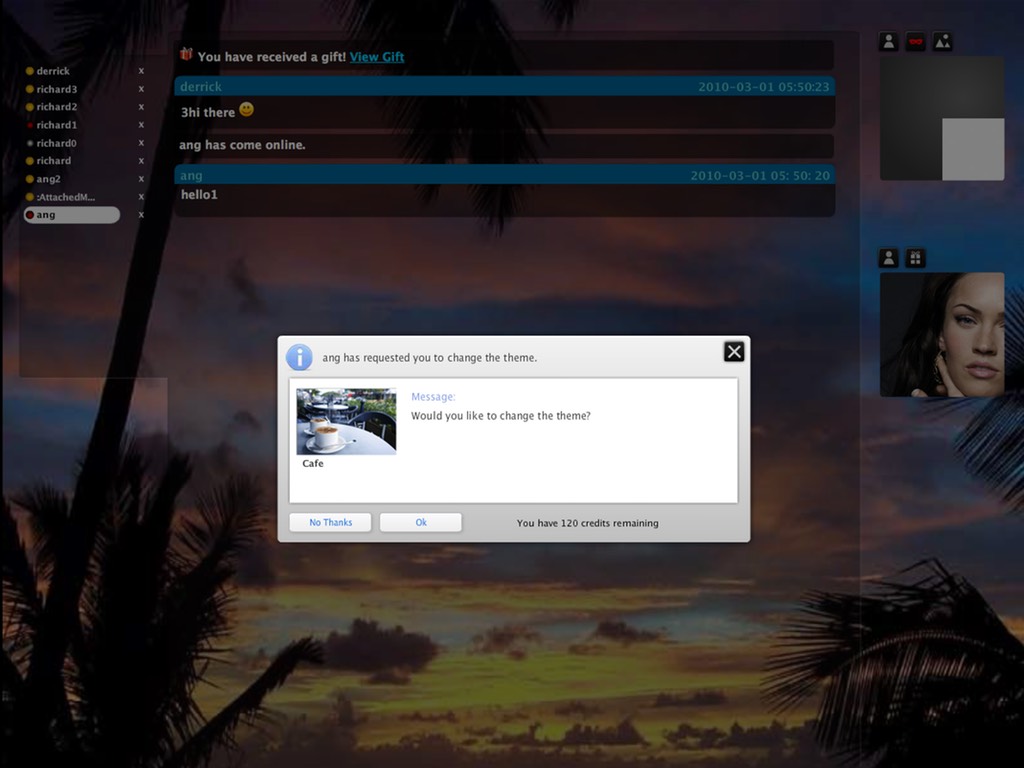 You have received a gift! View Gift
derrick 2010-03-01 05:50:23
3hi there
ang has come online.
ang 2010-03-01 05: 50: 20
hello1
derrick x
richard3 x
richard2 x
richard1 x
richard0 x
richard x
ang2 x
:AttachedM... x
ang x
ang has requested you to change the theme.
Message:
Would you like to change the theme?
Cafe
No Thanks
Ok
You have 120 credits remaining